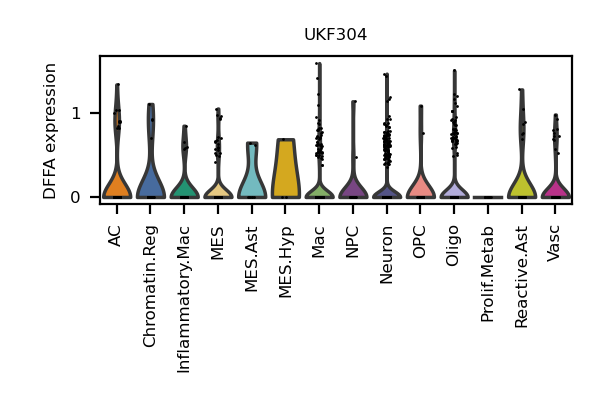 UKF304
DFFA expression
1
0
AC
Chromatin.Reg
Inflammatory.Mac
MES
MES.Ast
MES.Hyp
Mac
NPC
Neuron
OPC
Oligo
Prolif.Metab
Reactive.Ast
Vasc